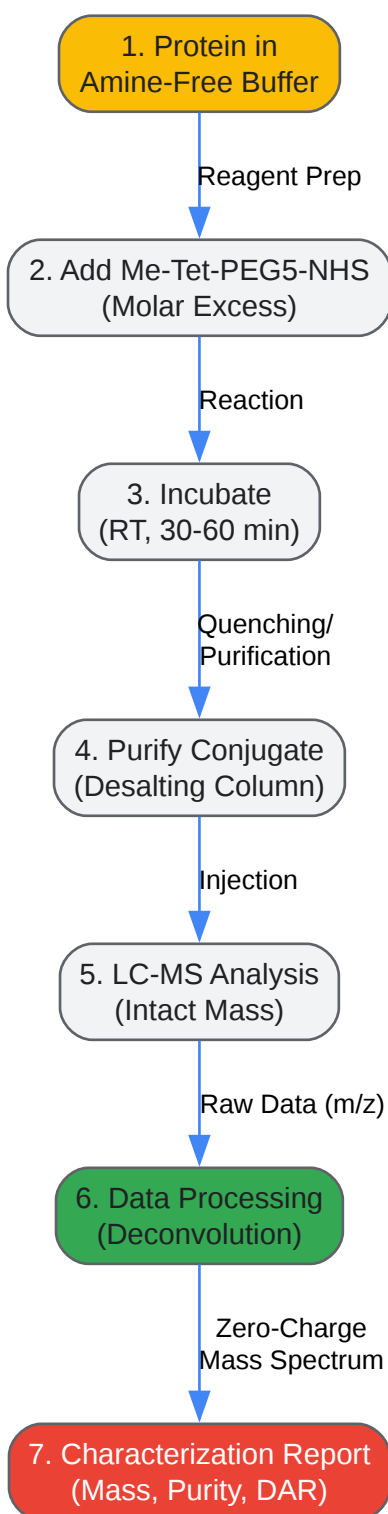 1. Protein in
Amine-Free Buffer
Reagent Prep
2. Add Me-Tet-PEG5-NHS
(Molar Excess)
Reaction
3. Incubate
(RT, 30-60 min)
Quenching/
Purification
4. Purify Conjugate
(Desalting Column)
Injection
5. LC-MS Analysis
(Intact Mass)
Raw Data (m/z)
6. Data Processing
(Deconvolution)
Zero-Charge
Mass Spectrum
7. Characterization Report
(Mass, Purity, DAR)